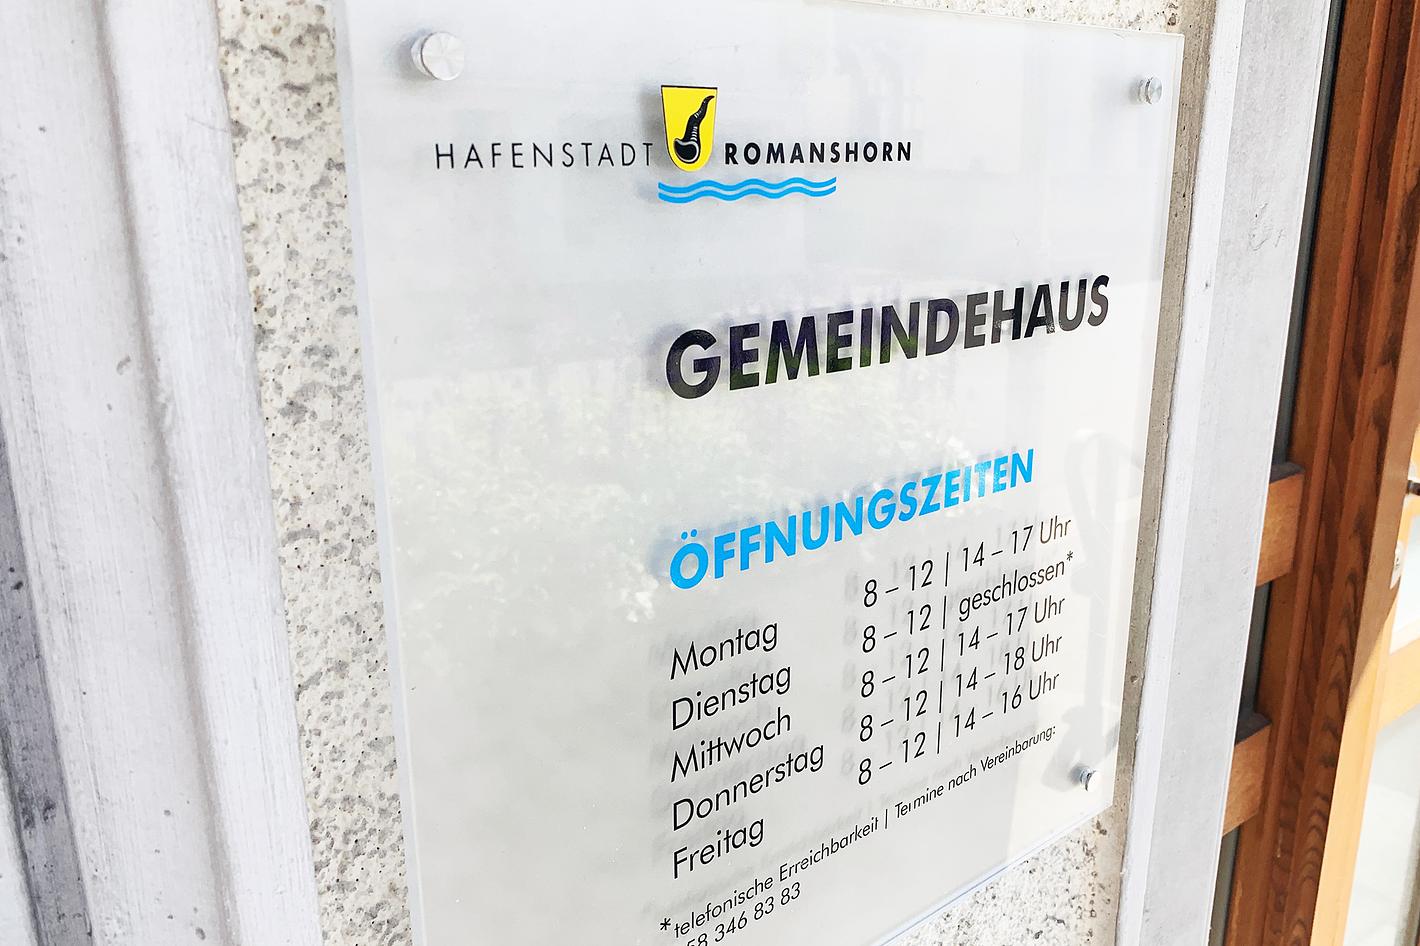 HAFENSTADT ROMANSHORN
GEMEINDEHAUS
ÖFFNUNGSZEITEN
Montag 8 – 12 | 14 – 17 Uhr
Dienstag 8 – 12 | geschlossen*
Mittwoch 8 – 12 | 14 – 17 Uhr
Donnerstag 8 – 12 | 14 – 18 Uhr
Freitag 8 – 12 | 14 – 16 Uhr
*telefonische Erreichbarkeit | Termine nach Vereinbarung:
346 83 83